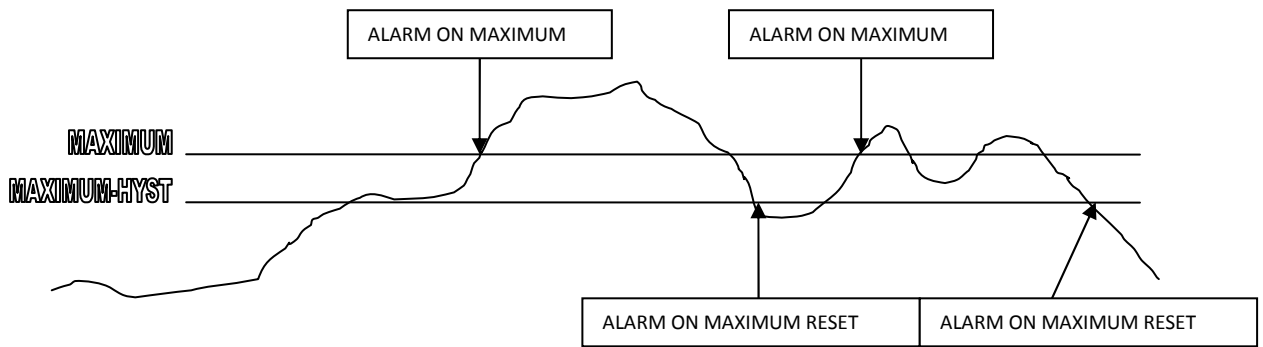 ALARM ON MAXIMUM
ALARM ON MAXIMUM
MAXIMUM
MAXIMUM-HYST
ALARM ON MAXIMUM RESET
ALARM ON MAXIMUM RESET